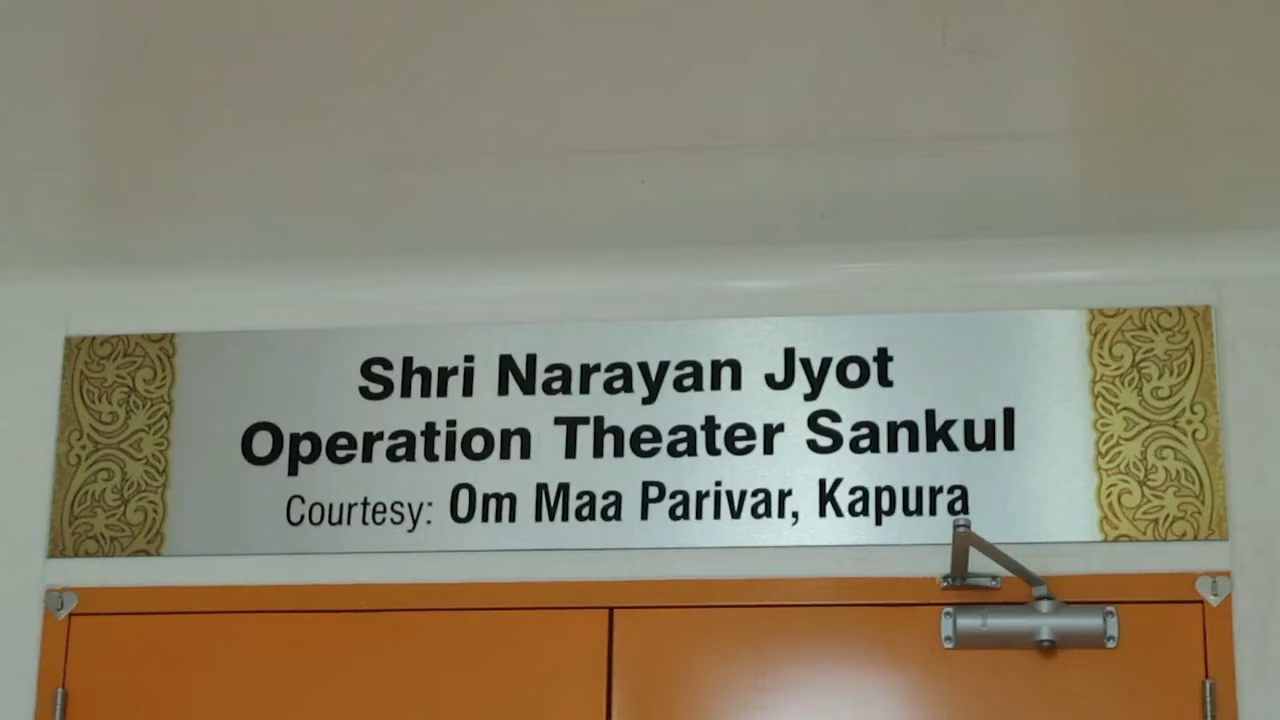 Shri Narayan Jyot
Operation Theater Sankul
Courtesy: Om Maa Parivar, Kapura